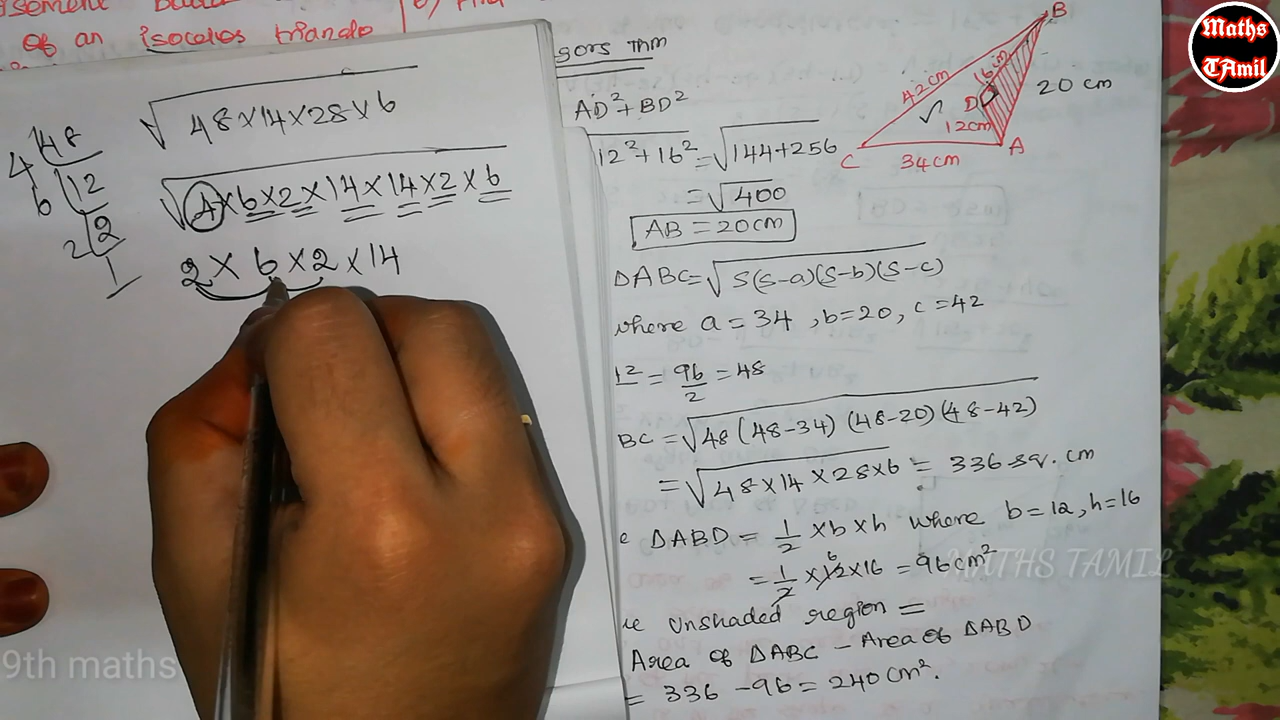 of an isoceles triangle
√48×14×28×6
4 48
6 12
2 2
1
√4×6×2×14×14×2×6
2×6×2×14
gors Thm
AD²+BD²
12²+16² = √144+256
= √400
AB = 20cm
ΔABC = √S(S-a)(S-b)(S-c)
where a = 34 , b=20, c=42
12 = 96/2 = 48
BC = √48 (48-34) (48-20) (48-42)
= √48×14×28×6 = 336 sq. cm
e ΔABD = 1/2 ×b×h where b=12, h=16
= 1/2 ×12×16 = 96cm²
6
ue Unshaded region =
Area of ΔABC - Area of ΔABD
= 336 - 96 = 240 cm².
B
42cm
16cm
20 cm
D
12cm
C
34cm
A
Maths
TAmil
MATHS TAMIL
9th maths